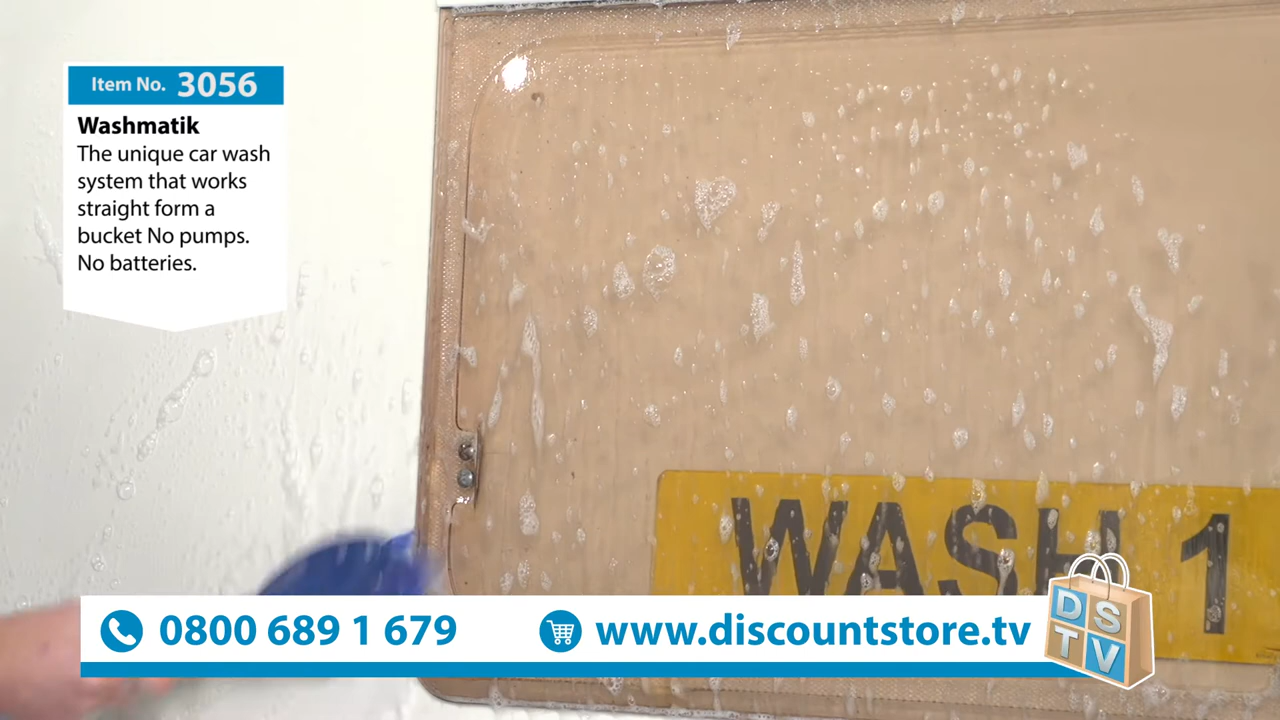 Item No. 3056
Washmatik
The unique car wash
system that works
straight form a
bucket No pumps.
No batteries.
WASH 1
0800 689 1 679
www.discountstore.tv
DS
TV